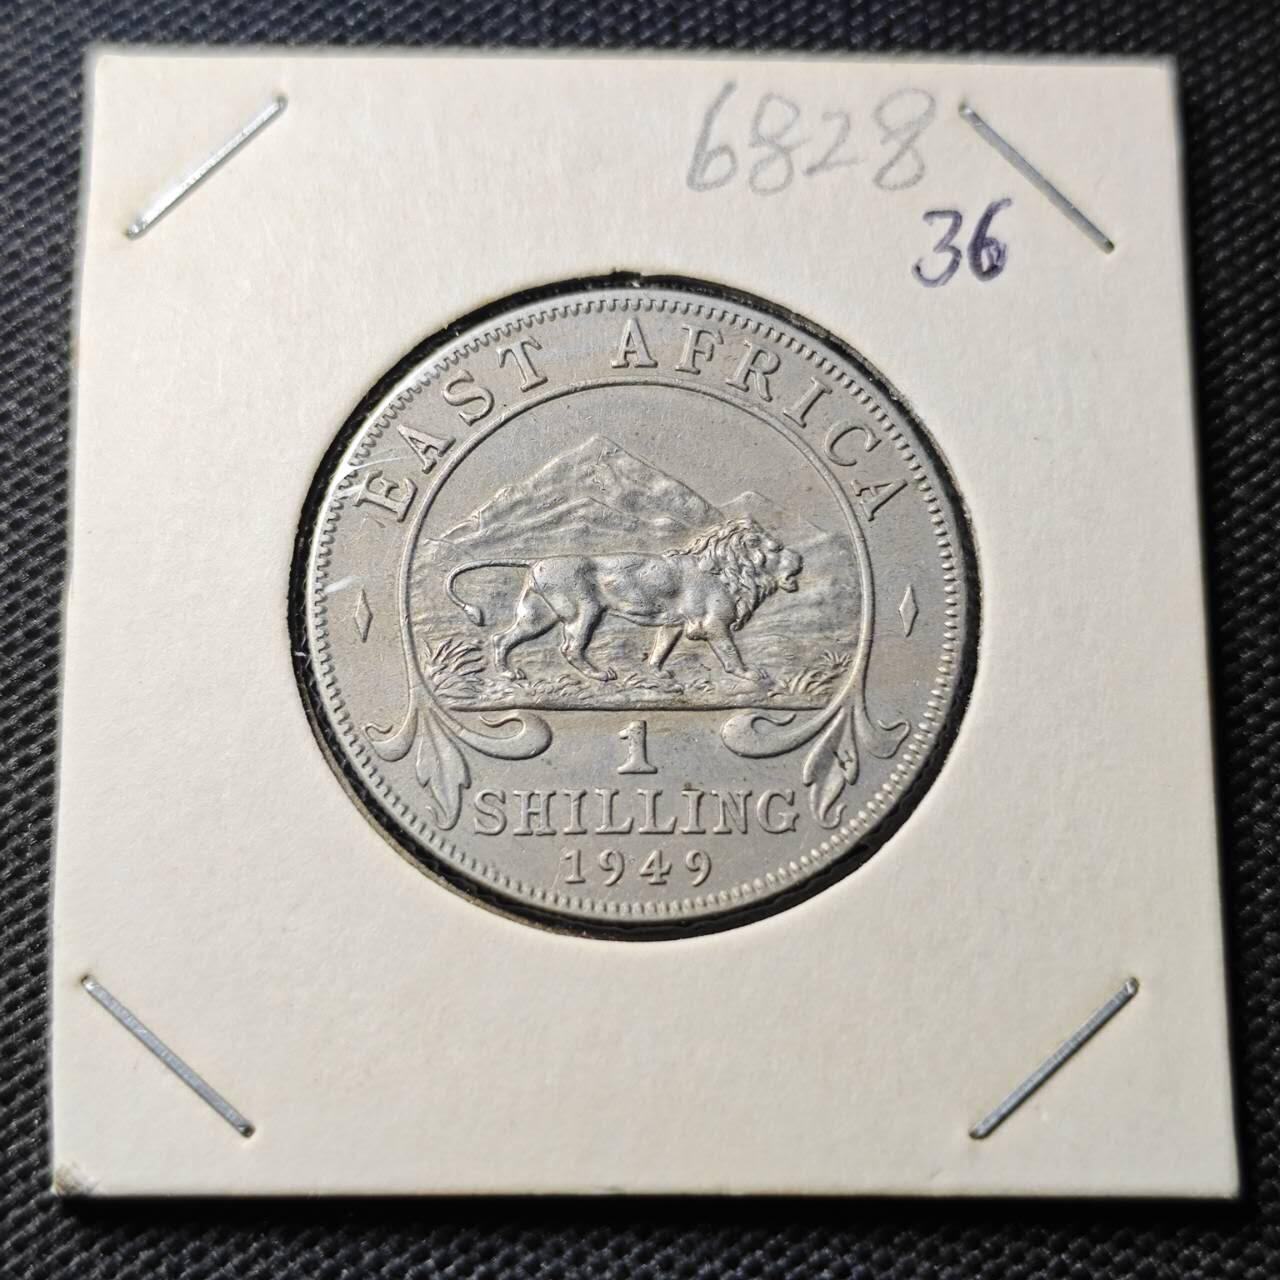 6828
36
EAST AFRICA
1
SHILLING
1949